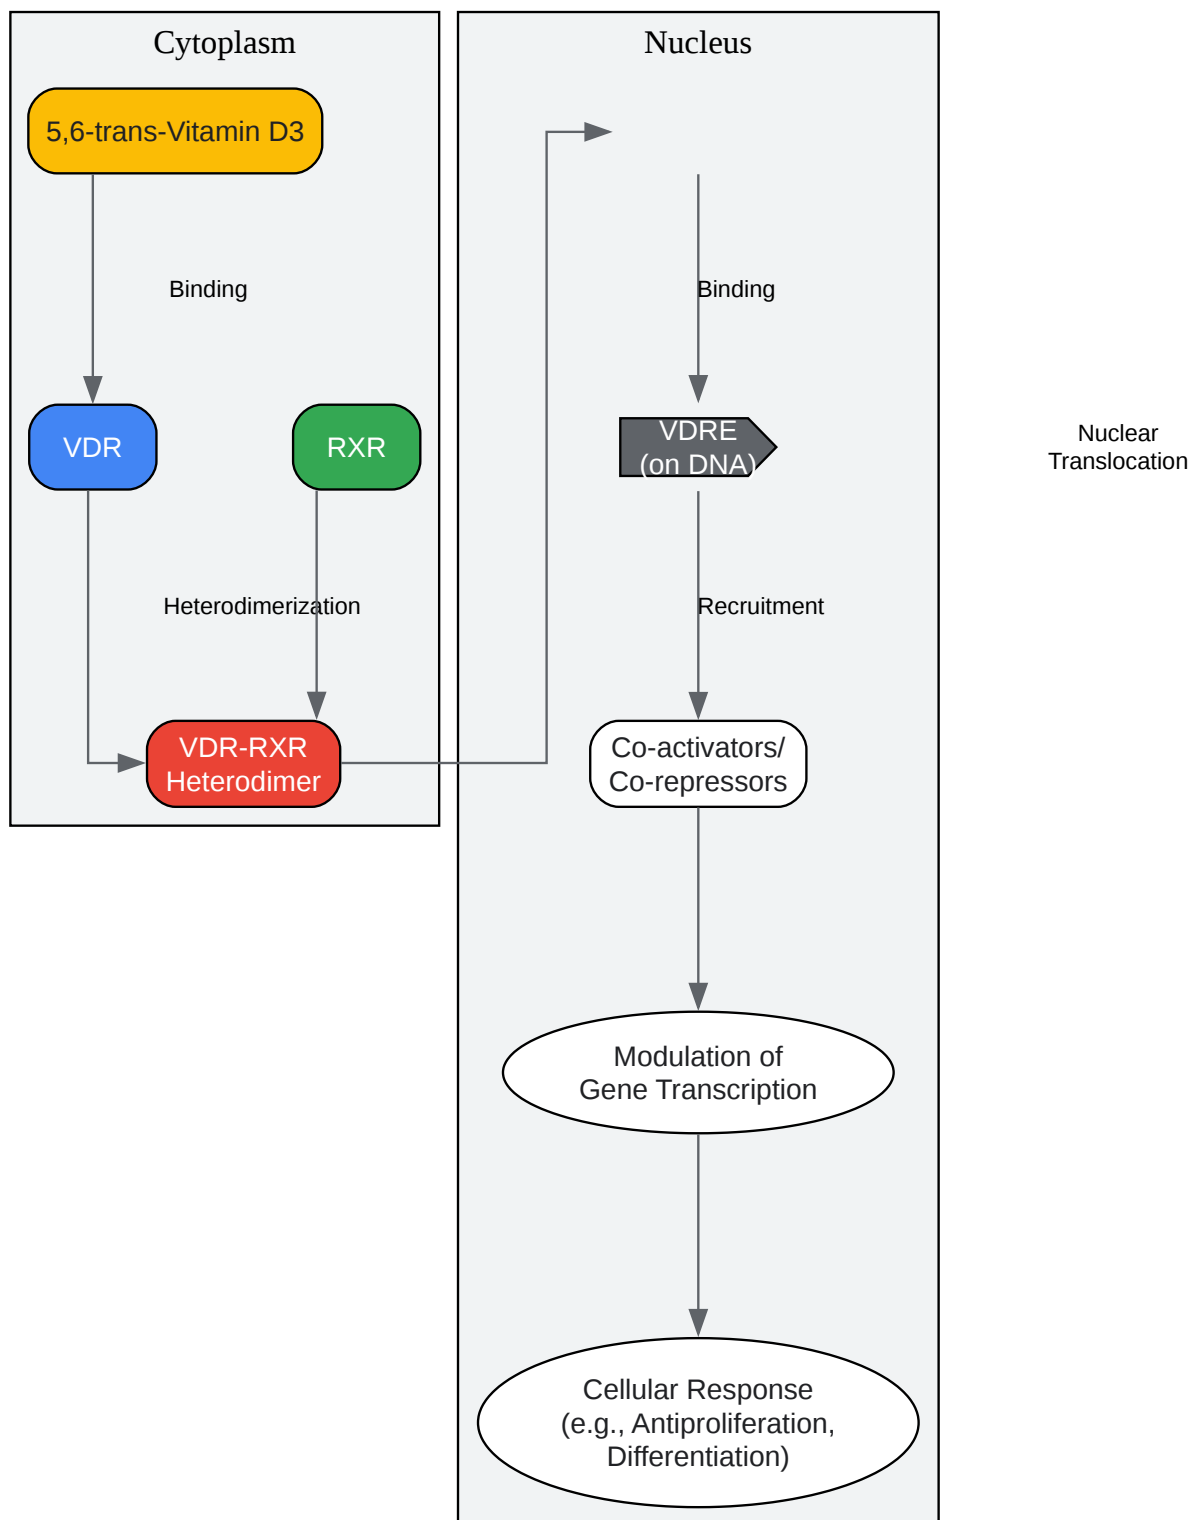 Cytoplasm
5,6-trans-Vitamin D3
Binding
VDR
RXR
Heterodimerization
VDR-RXR
Heterodimer
Nucleus
Binding
VDRE
(on DNA)
Recruitment
Co-activators/
Co-repressors
Modulation of
Gene Transcription
Cellular Response
(e.g., Antiproliferation,
Differentiation)
Nuclear
Translocation